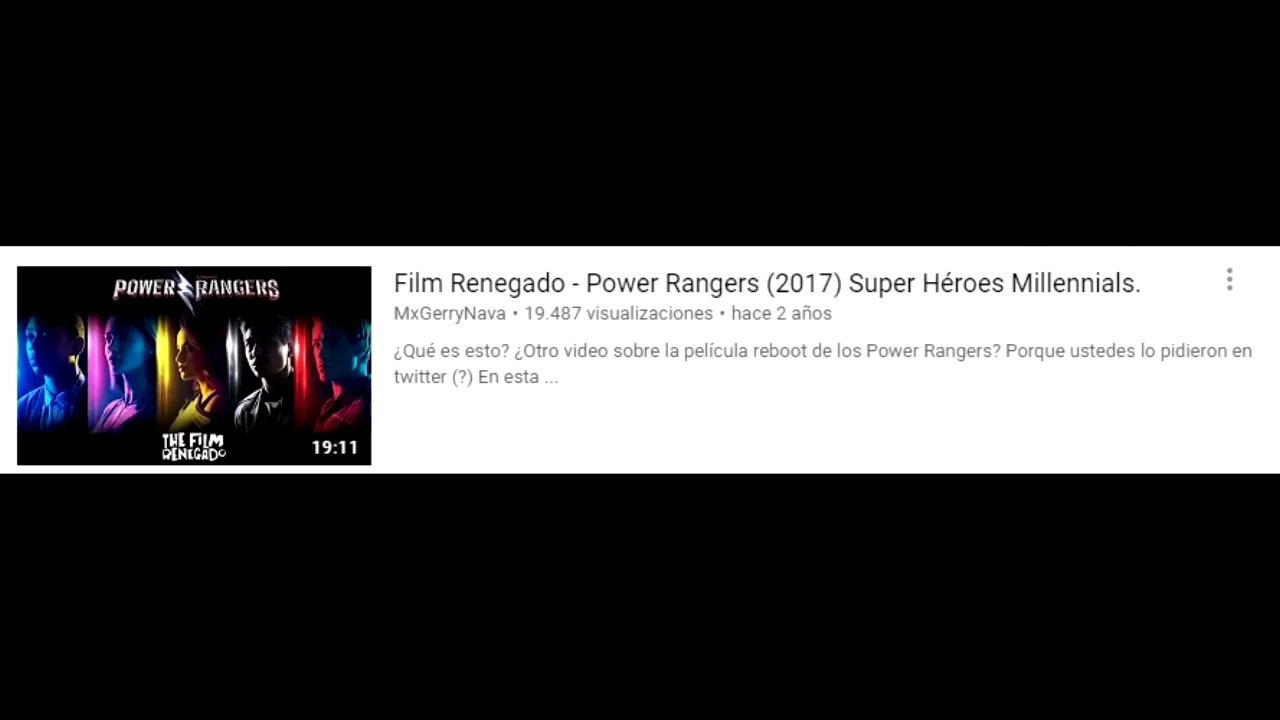 POWER RANGERS
THE FILM
RENEGADO
19:11
Film Renegado - Power Rangers (2017) Super Héroes Millennials.
MxGerryNava • 19.487 visualizaciones • hace 2 años
¿Qué es esto? ¿Otro video sobre la película reboot de los Power Rangers? Porque ustedes lo pidieron en
twitter (?) En esta ...